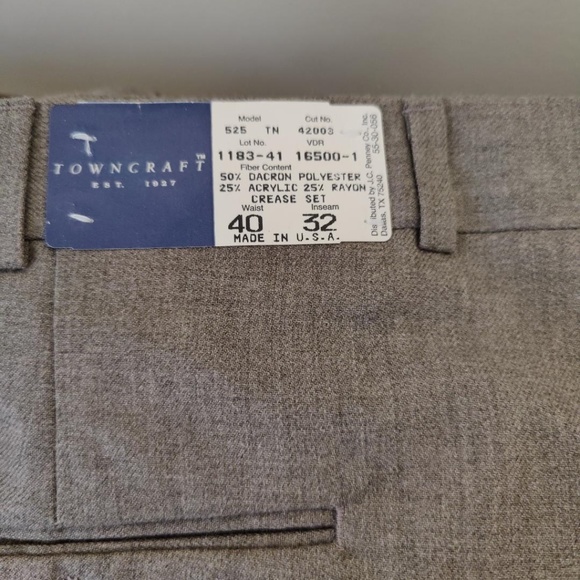 TOWNCRAFT™
EST. 1927
Model Cut No.
525 TN 42003
Lot No. VDR
1183-41 16500-1
Fiber Content
50% DACRON POLYESTER
25% ACRYLIC 25% RAYON
CREASE SET
Waist Inseam
40 32
MADE IN U.S.A.
Distributed by J.C. Penney Co., Inc.
Dallas, TX 75240